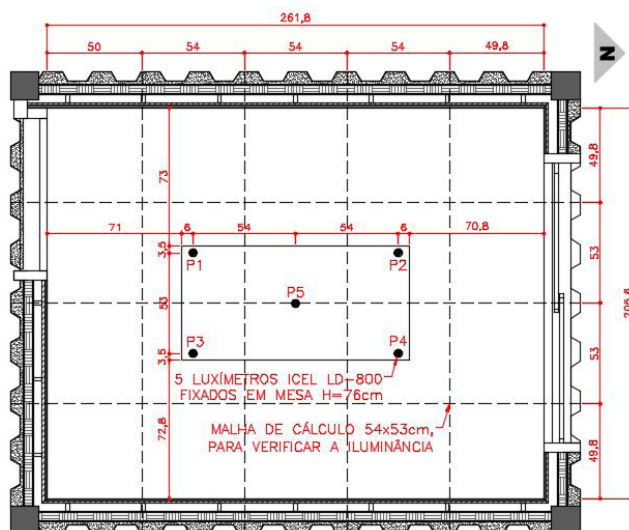 261,8
50 54 54 54 49,8
N
49,8
73
71 6 54 54 6 70,8
3,5
P1 P2
53
P5
53
206,8
P3 P4
3,5
53
5 LUXÍMETROS ICEL LD-800
FIXADOS EM MESA H=76cm
72,8
MALHA DE CÁLCULO 54x53cm,
PARA VERIFICAR A ILUMINÂNCIA
49,8